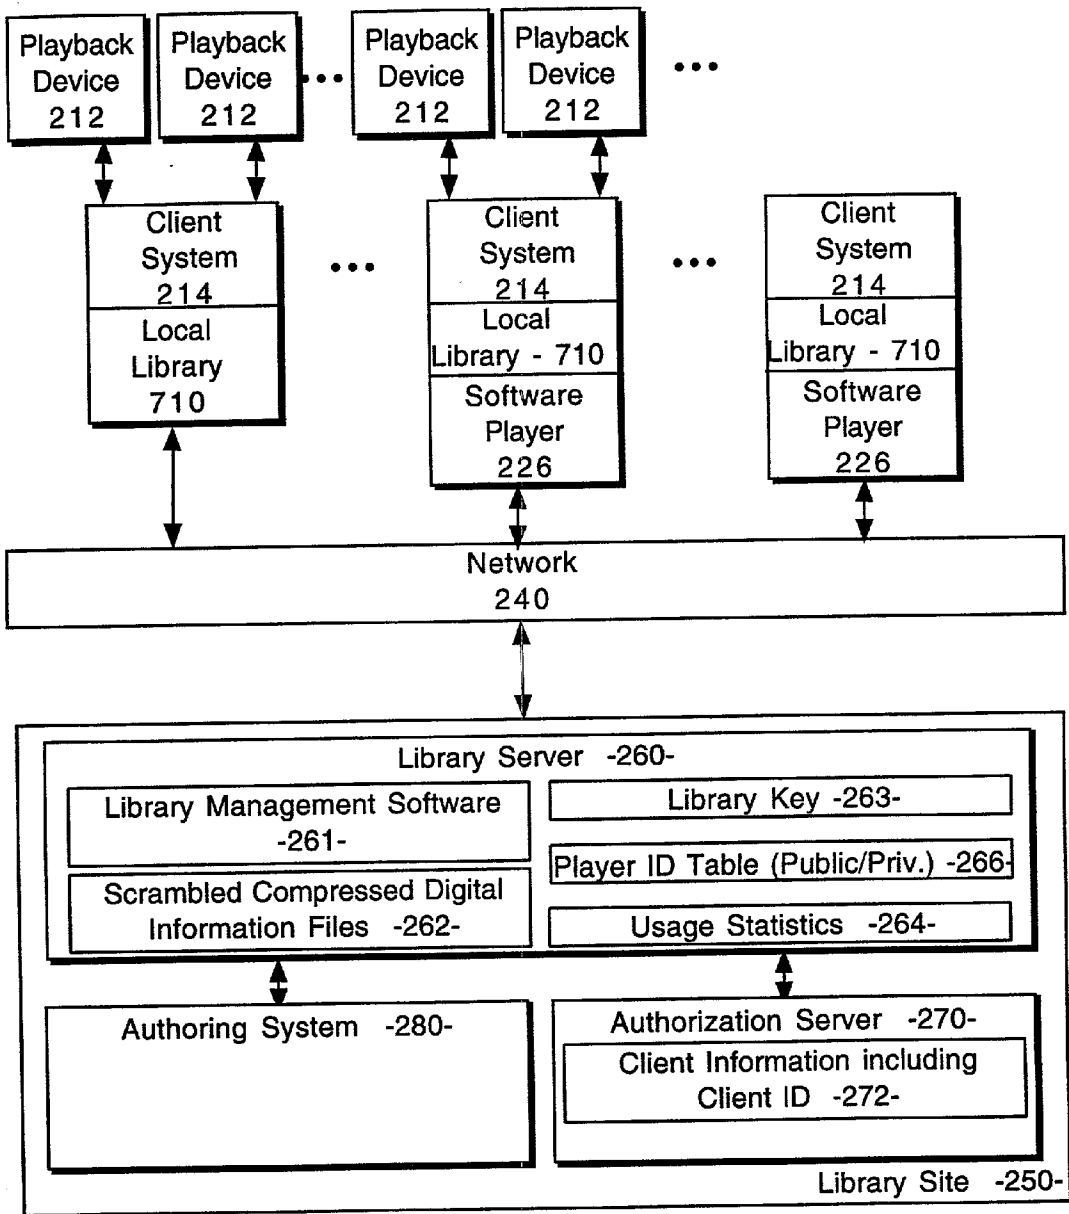 Playback
Device
212
Playback
Device
212
Playback
Device
212
Playback
Device
212
Client
System
214
Local
Library
710
Client
System
214
Local
Library - 710
Software
Player
226
Client
System
214
Local
Library - 710
Software
Player
226
Network
240
Library Server -260-
Library Management Software
-261-
Scrambled Compressed Digital
Information Files -262-
Library Key -263-
Player ID Table (Public/Priv.) -266-
Usage Statistics -264-
Authoring System -280-
Authorization Server -270-
Client Information including
Client ID -272-
Library Site -250-